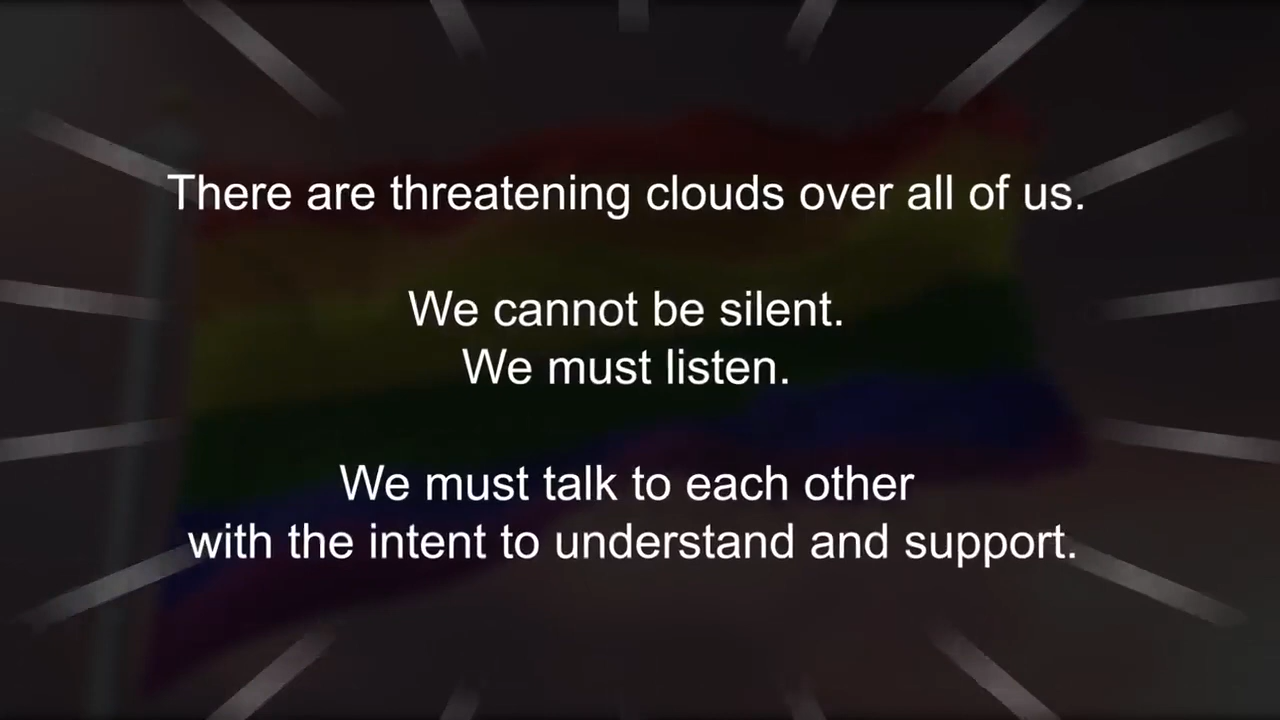 There are threatening clouds over all of us.
We cannot be silent.
We must listen.
We must talk to each other
with the intent to understand and support.